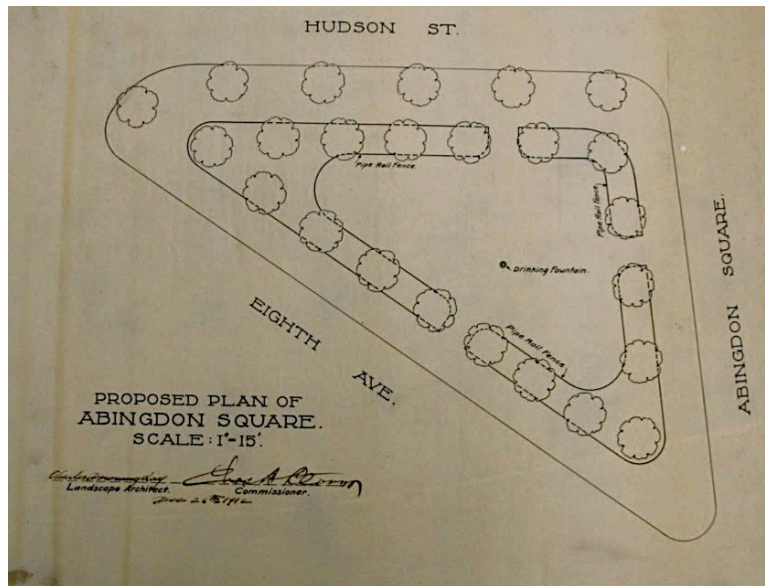 HUDSON ST.
Pipe Rail Fence.
Pipe Rail Fence.
Drinking Fountain.
Pipe Rail Fence.
EIGHTH AVE.
ABINGDON SQUARE.
PROPOSED PLAN OF
ABINGDON SQUARE.
SCALE: 1"-15'.
Landscape Architect. Commissioner.